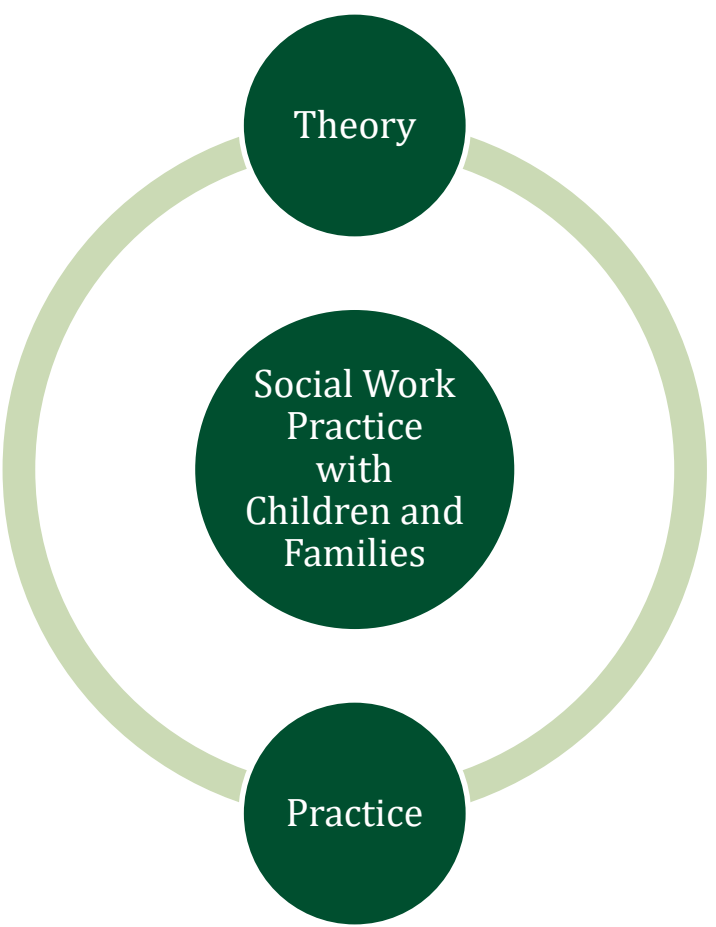 Theory
Social Work
Practice
with
Children and
Families
Practice